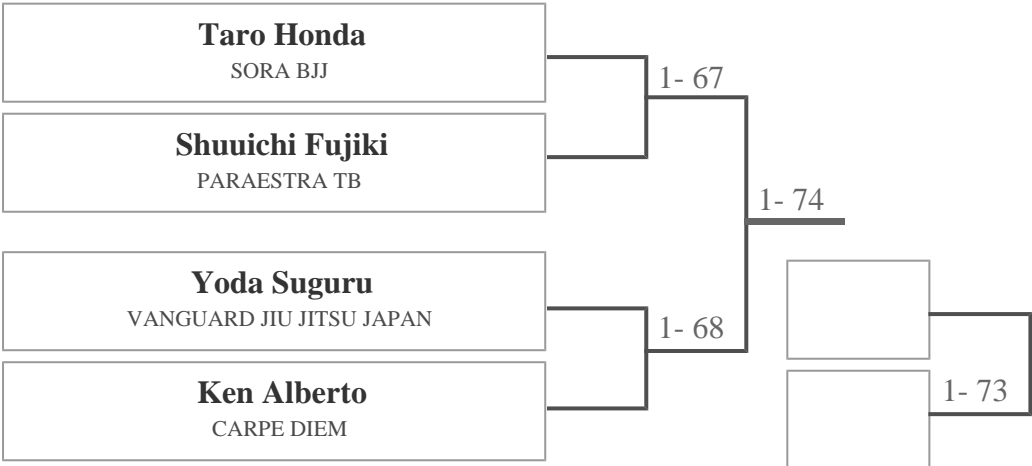 Taro Honda
SORA BJJ
1- 67
Shuuichi Fujiki
PARAESTRA TB
1- 74
Yoda Suguru
VANGUARD JIU JITSU JAPAN
1- 68
Ken Alberto
CARPE DIEM
1- 73